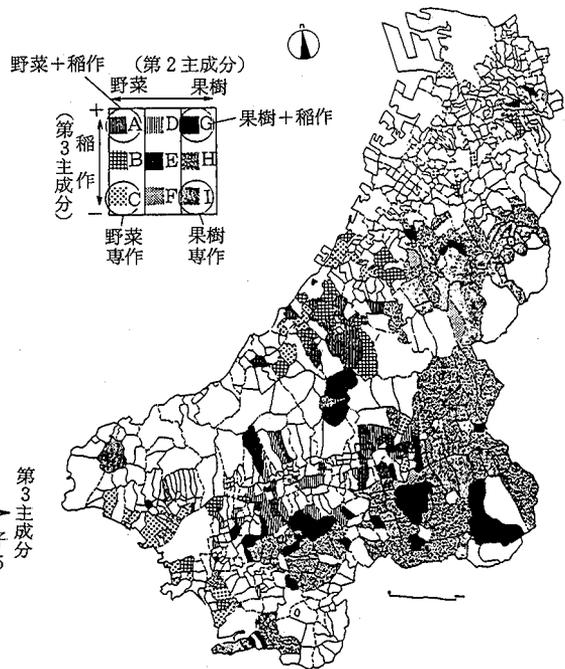 野菜+稲作
(第2主成分)
野菜 果樹
+
A D G
果樹+稲作
(第3主成分)
稲作
B E H
C F I
−
野菜専作
果樹専作
第3主成分